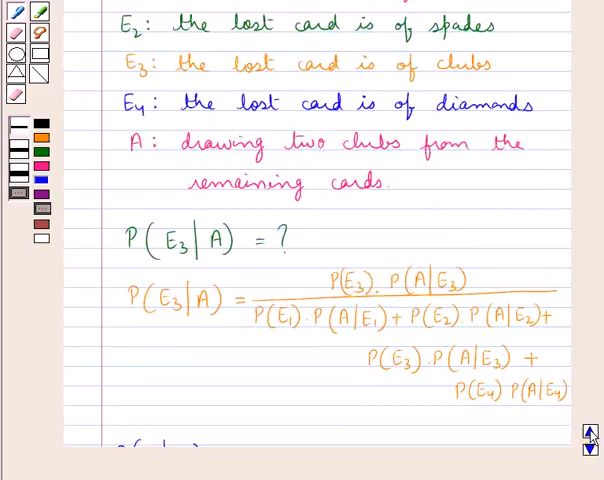 E2: the lost card is of spades
E3: the lost card is of clubs
E4: the lost card is of diamonds
A: drawing two clubs from the
remaining cards.
P(E3|A) = ?
P(E3|A) = P(E3). P(A|E3)
P(E1). P(A|E1)+ P(E2). P(A|E2)+
P(E3). P(A|E3) +
P(E4) P(A|E4)